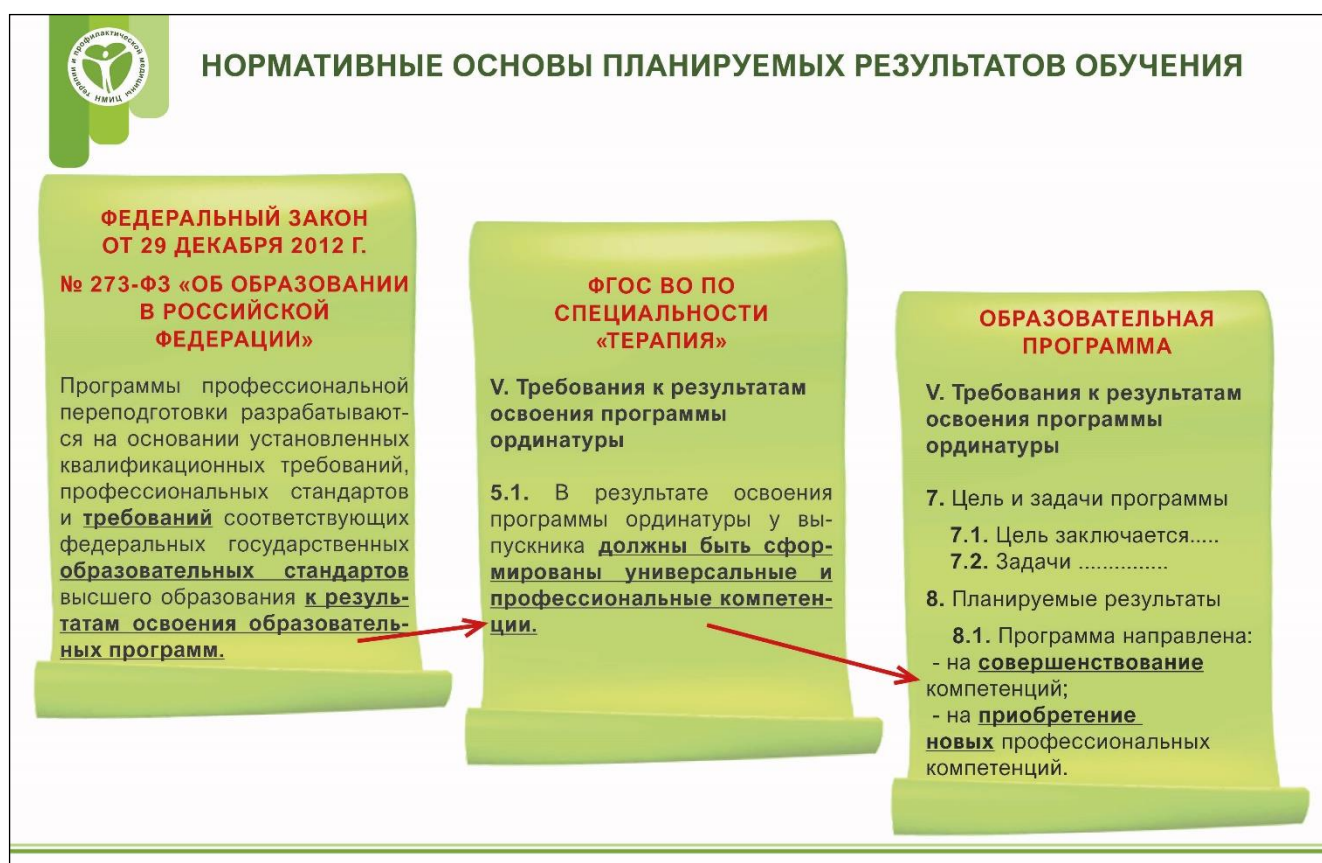 терапии и профилактической медицины
НМИЦ
НОРМАТИВНЫЕ ОСНОВЫ ПЛАНИРУЕМЫХ РЕЗУЛЬТАТОВ ОБУЧЕНИЯ
ФЕДЕРАЛЬНЫЙ ЗАКОН
ОТ 29 ДЕКАБРЯ 2012 Г.
№ 273-ФЗ «ОБ ОБРАЗОВАНИИ
В РОССИЙСКОЙ
ФЕДЕРАЦИИ»
Программы профессиональной
переподготовки разрабатывают-
ся на основании установленных
квалификационных требований,
профессиональных стандартов
и требований соответствующих
федеральных государственных
образовательных стандартов
высшего образования к резуль-
татам освоения образователь-
ных программ.
ФГОС ВО ПО
СПЕЦИАЛЬНОСТИ
«ТЕРАПИЯ»
V. Требования к результатам
освоения программы
ординатуры
5.1. В результате освоения
программы ординатуры у вы-
пускника должны быть сфор-
мированы универсальные и
профессиональные компетен-
ции.
ОБРАЗОВАТЕЛЬНАЯ
ПРОГРАММА
V. Требования к результатам
освоения программы
ординатуры
7. Цель и задачи программы
7.1. Цель заключается.....
7.2. Задачи ...............
8. Планируемые результаты
8.1. Программа направлена:
- на совершенствование
компетенций;
- на приобретение
новых профессиональных
компетенций.